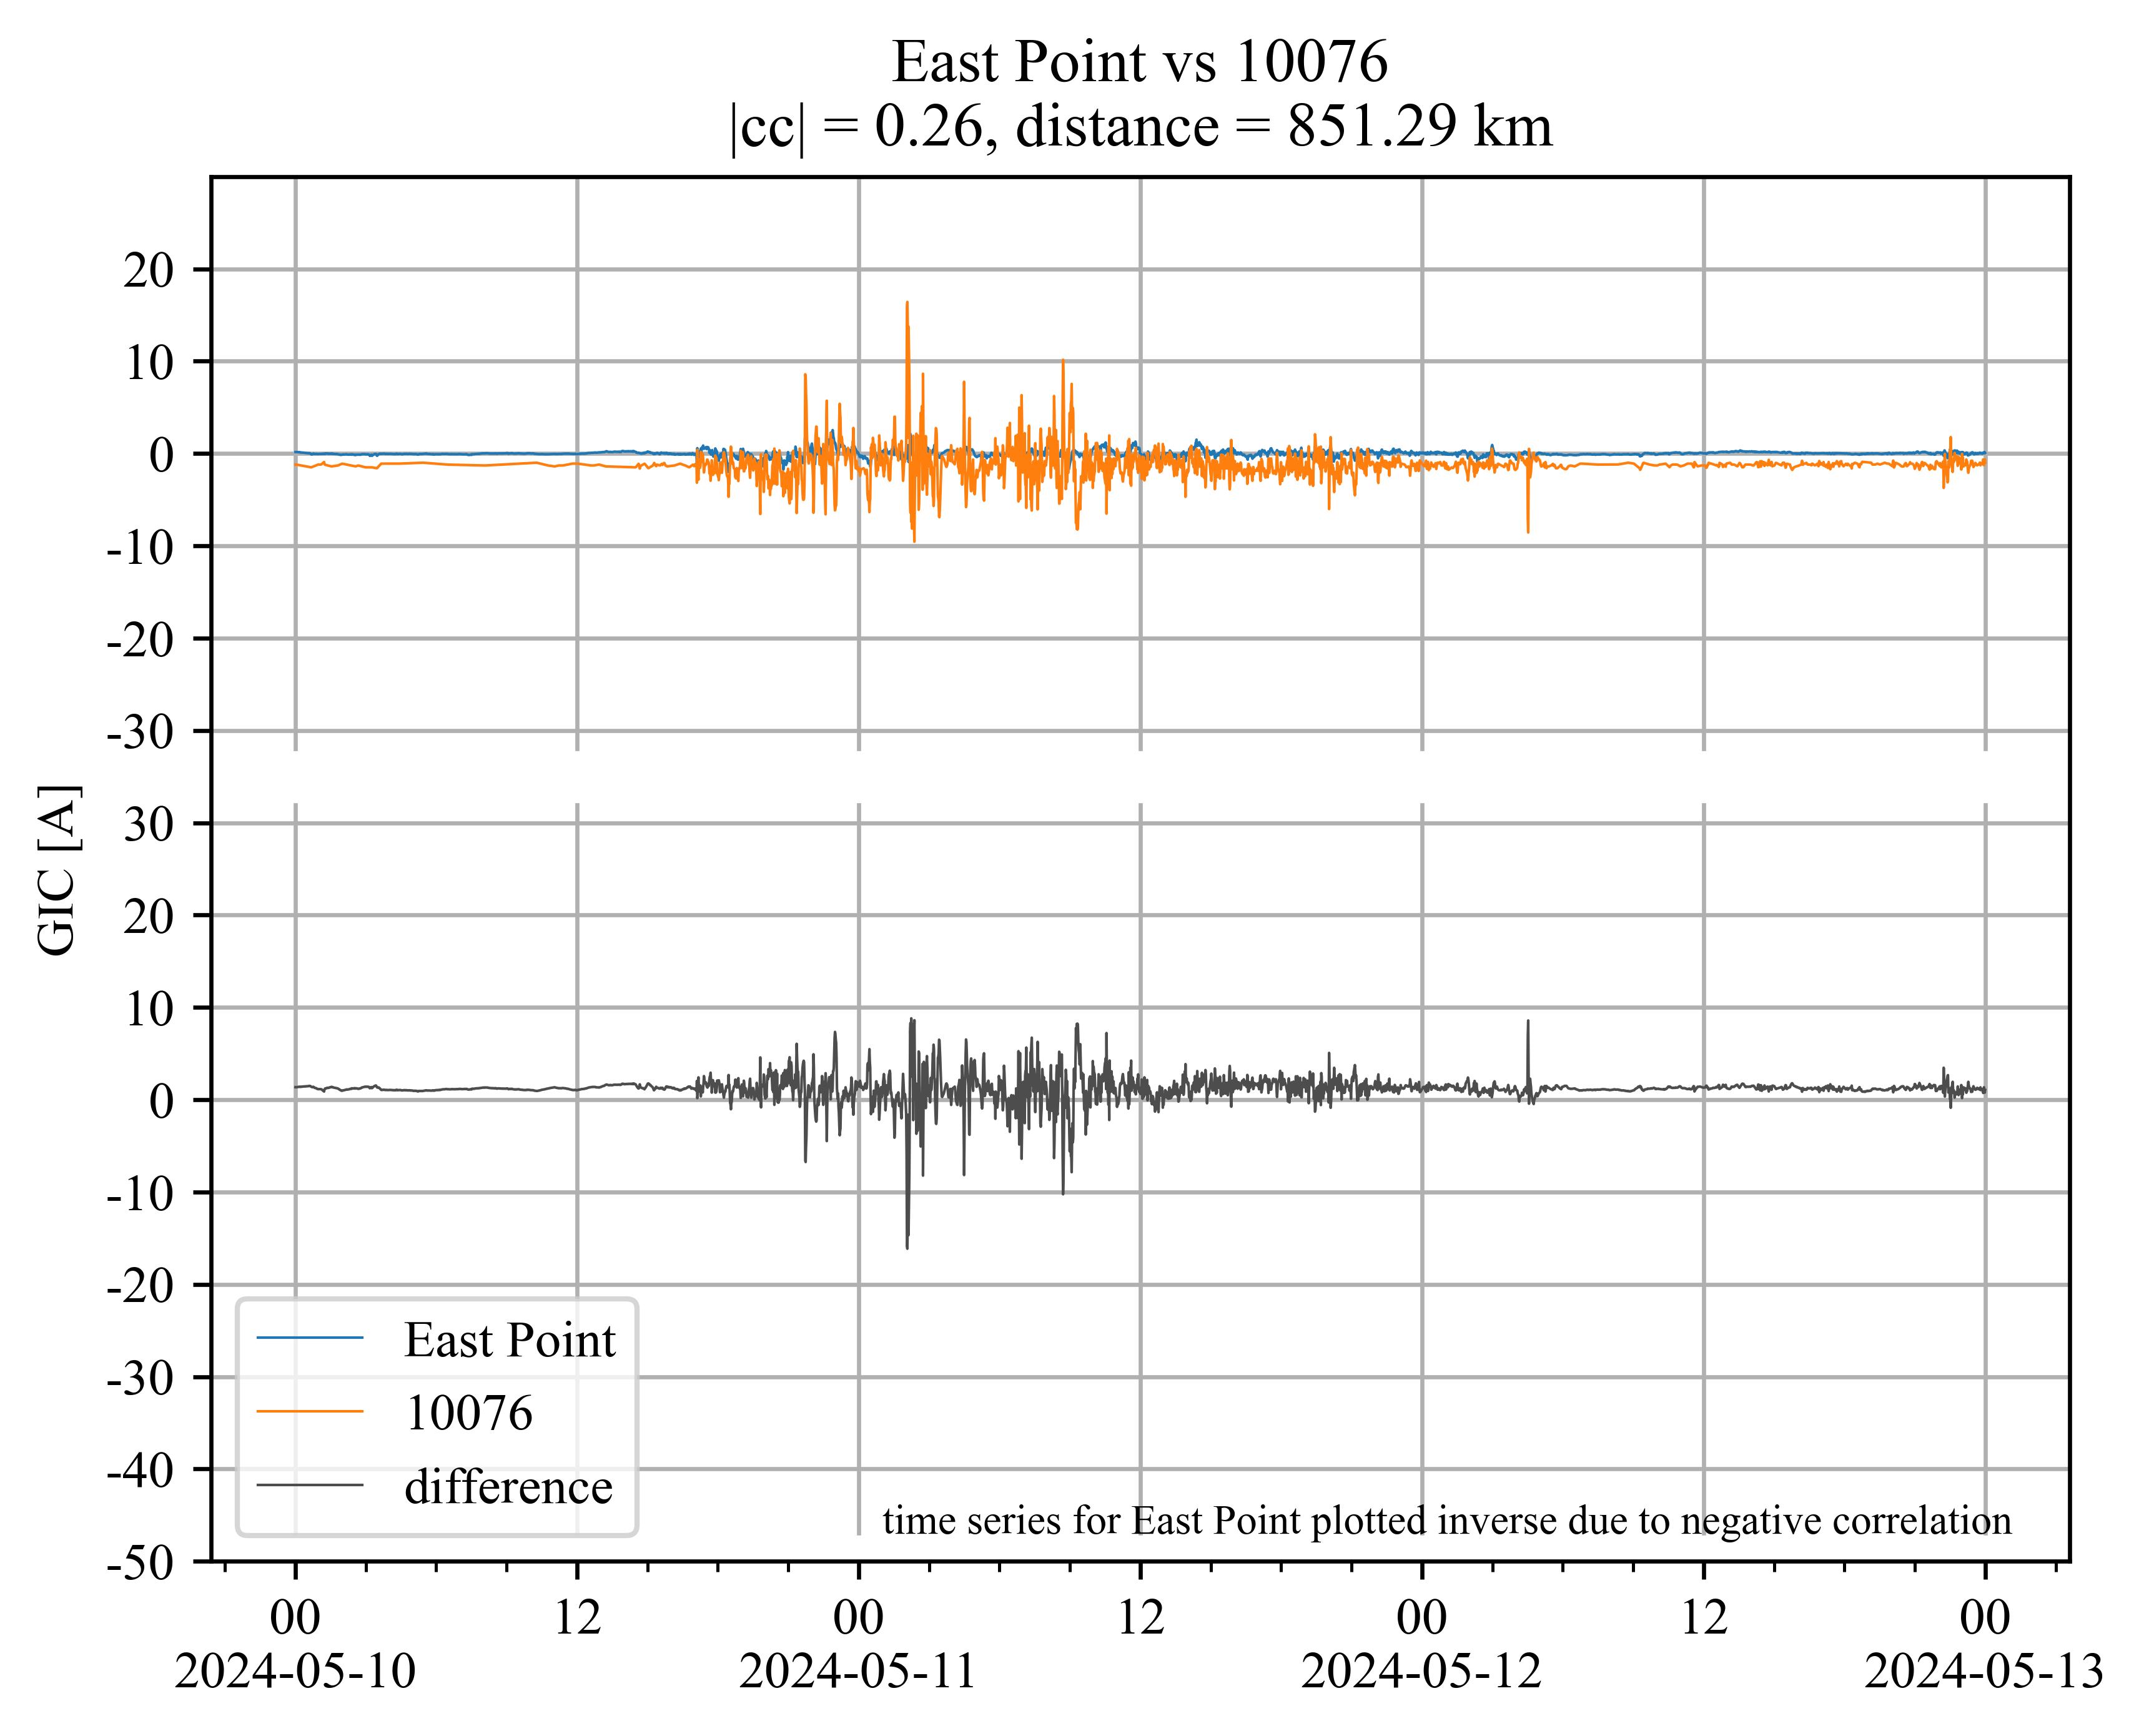 East Point vs 10076
|cc| = 0.26, distance = 851.29 km
GIC [A]
20
10
0
-10
-20
-30
30
20
10
0
-10
-20
-30
-40
-50
East Point
10076
difference
time series for East Point plotted inverse due to negative correlation
00 12 00 12 00 12 00
2024-05-10 2024-05-11 2024-05-12 2024-05-13